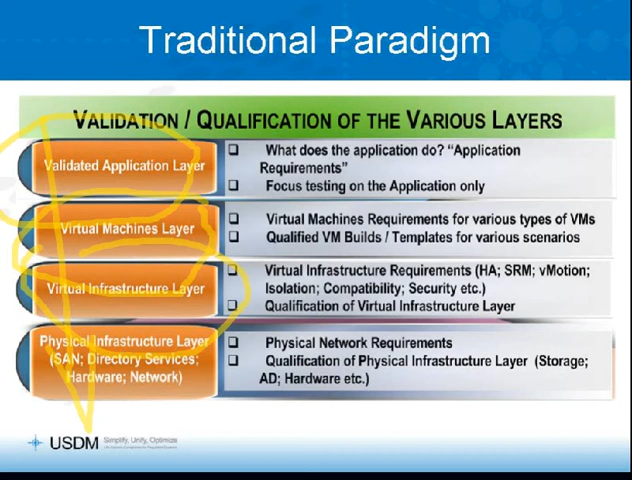 Traditional Paradigm
VALIDATION / QUALIFICATION OF THE VARIOUS LAYERS
Validated Application Layer
What does the application do? “Application
Requirements”
Focus testing on the Application only
Virtual Machines Layer
Virtual Machines Requirements for various types of VMs
Qualified VM Builds / Templates for various scenarios
Virtual Infrastructure Layer
Virtual Infrastructure Requirements (HA; SRM; vMotion;
Isolation; Compatibility; Security etc.)
Qualification of Virtual Infrastructure Layer
Physical Infrastructure Layer
(SAN; Directory Services;
Hardware; Network)
Physical Network Requirements
Qualification of Physical Infrastructure Layer (Storage;
AD; Hardware etc.)
USDM
Simplify, Unify, Optimize